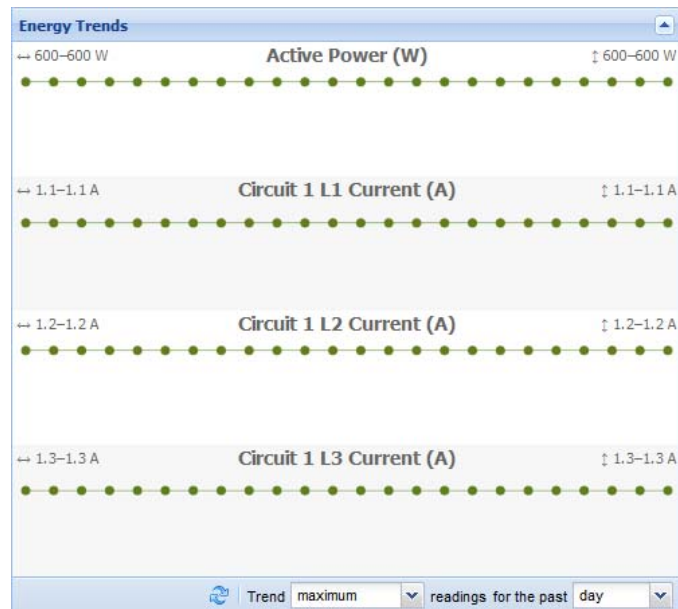 Energy Trends
↔ 600–600 W Active Power (W) ↕ 600–600 W
↔ 1.1–1.1 A Circuit 1 L1 Current (A) ↕ 1.1–1.1 A
↔ 1.2–1.2 A Circuit 1 L2 Current (A) ↕ 1.2–1.2 A
↔ 1.3–1.3 A Circuit 1 L3 Current (A) ↕ 1.3–1.3 A
Trend maximum readings for the past day